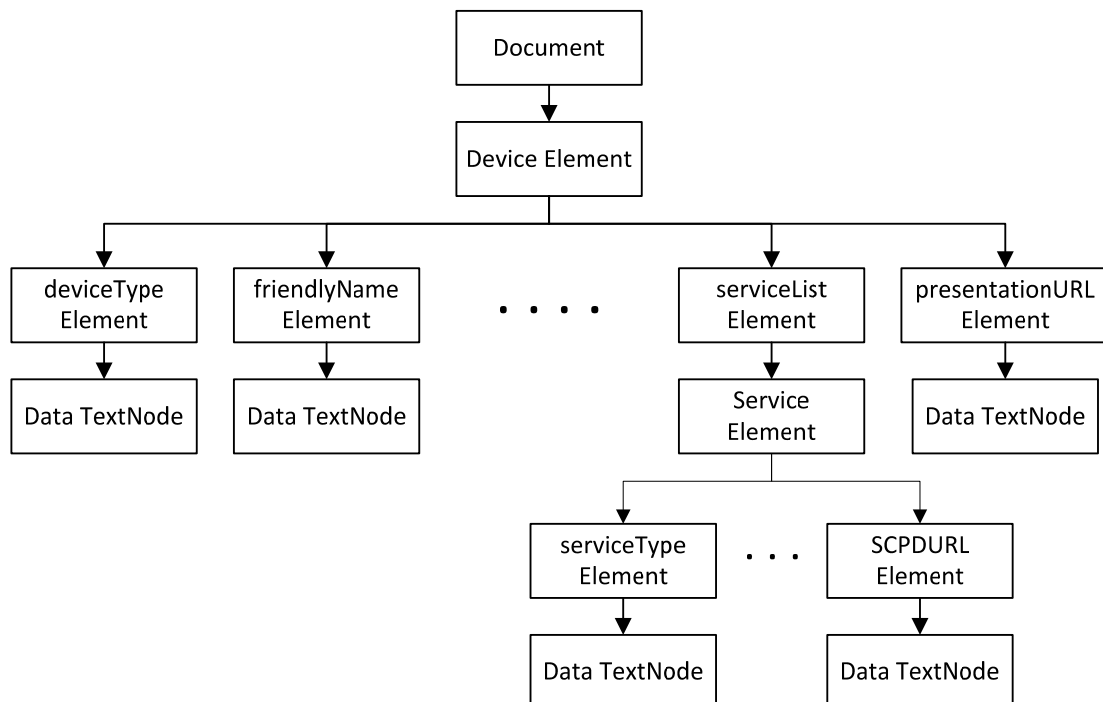 Document
Device Element
deviceType
Element
friendlyName
Element
. . . .
serviceList
Element
presentationURL
Element
Data TextNode
Data TextNode
Service
Element
Data TextNode
serviceType
Element
. . .
SCPDURL
Element
Data TextNode
Data TextNode